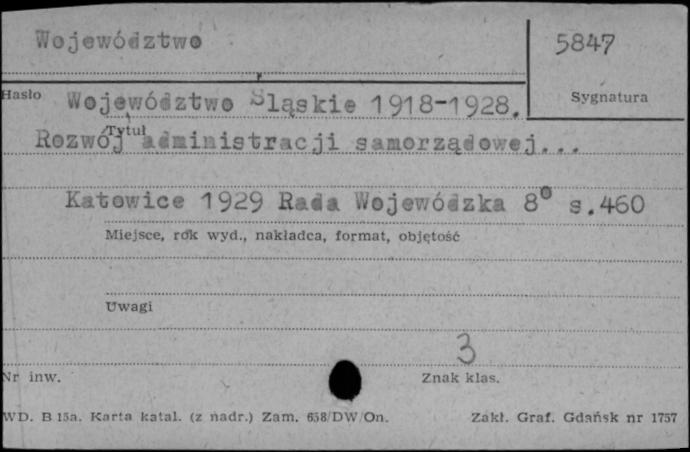 Województwo
5847
Hasło
Sygnatura
Województwo Śląskie 1918-1928.
Tytuł
Rozwój administracji samorządowej...
Katowice 1929 Rada Wojewódzka 8° s.460
Miejsce, rok wyd., nakładca, format, objętość
Uwagi
3
Nr inw.
Znak klas.
WD. B 15a. Karta katal. (z nadr.) Zam. 658/DW/On.
Zakł. Graf. Gdańsk nr 1757